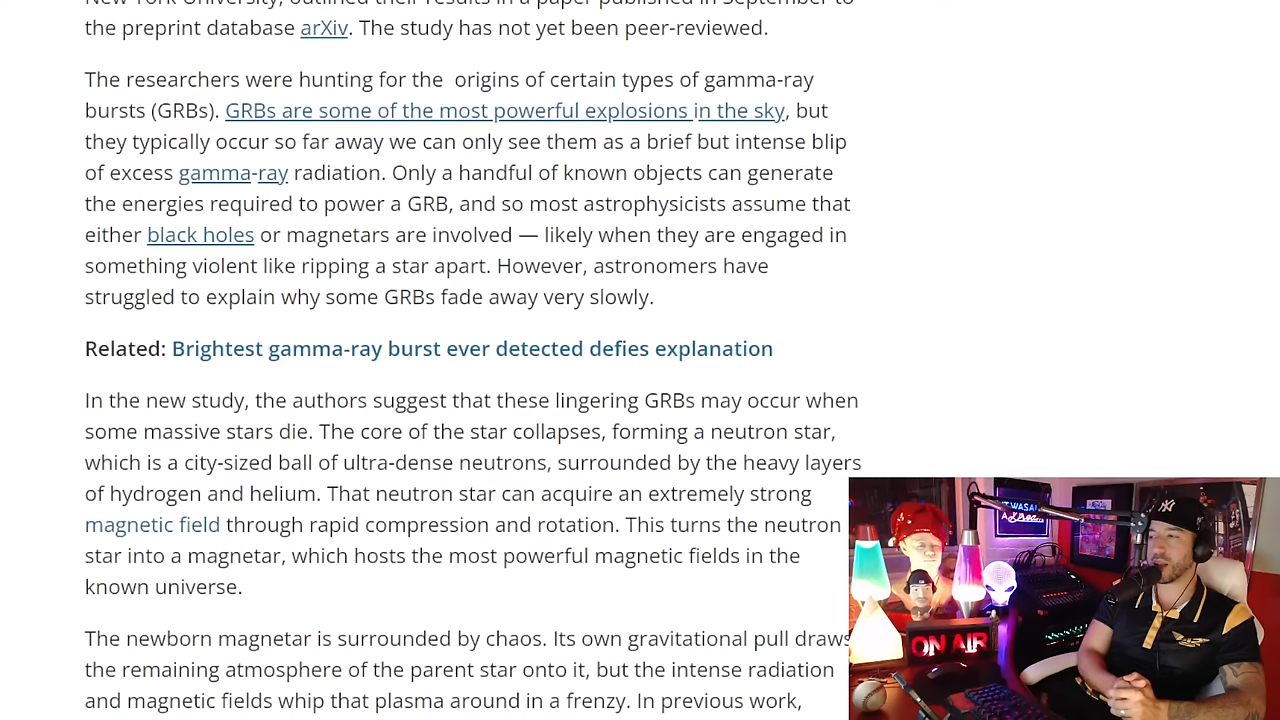 the preprint database arXiv. The study has not yet been peer-reviewed.
The researchers were hunting for the  origins of certain types of gamma-ray
bursts (GRBs). GRBs are some of the most powerful explosions in the sky, but
they typically occur so far away we can only see them as a brief but intense blip
of excess gamma-ray radiation. Only a handful of known objects can generate
the energies required to power a GRB, and so most astrophysicists assume that
either black holes or magnetars are involved — likely when they are engaged in
something violent like ripping a star apart. However, astronomers have
struggled to explain why some GRBs fade away very slowly.
Related: Brightest gamma-ray burst ever detected defies explanation
In the new study, the authors suggest that these lingering GRBs may occur when
some massive stars die. The core of the star collapses, forming a neutron star,
which is a city-sized ball of ultra-dense neutrons, surrounded by the heavy layers
of hydrogen and helium. That neutron star can acquire an extremely strong
magnetic field through rapid compression and rotation. This turns the neutron
star into a magnetar, which hosts the most powerful magnetic fields in the
known universe.
The newborn magnetar is surrounded by chaos. Its own gravitational pull draws
the remaining atmosphere of the parent star onto it, but the intense radiation
and magnetic fields whip that plasma around in a frenzy. In previous work,
ON AIR